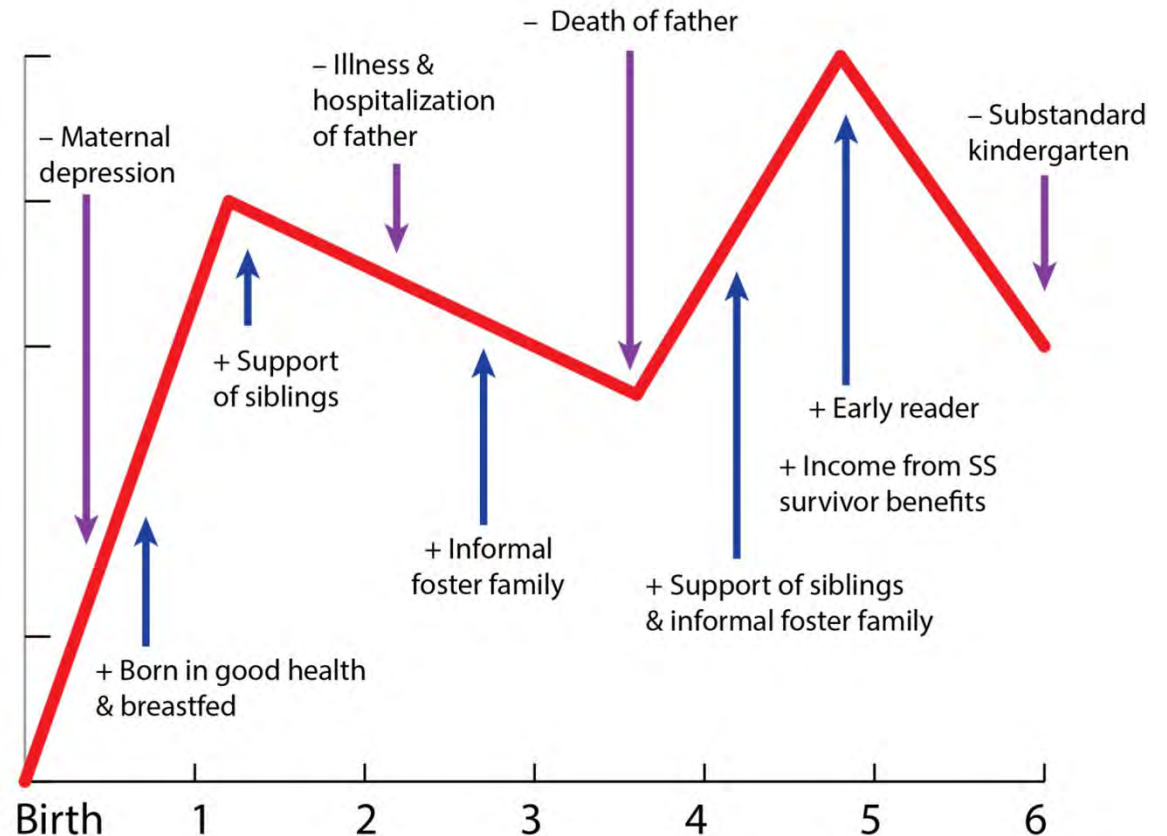 – Death of father
– Illness &
hospitalization
of father
– Maternal
depression
– Substandard
kindergarten
+ Support
of siblings
+ Early reader
+ Income from SS
survivor benefits
+ Informal
foster family
+ Support of siblings
& informal foster family
+ Born in good health
& breastfed
Birth 1 2 3 4 5 6